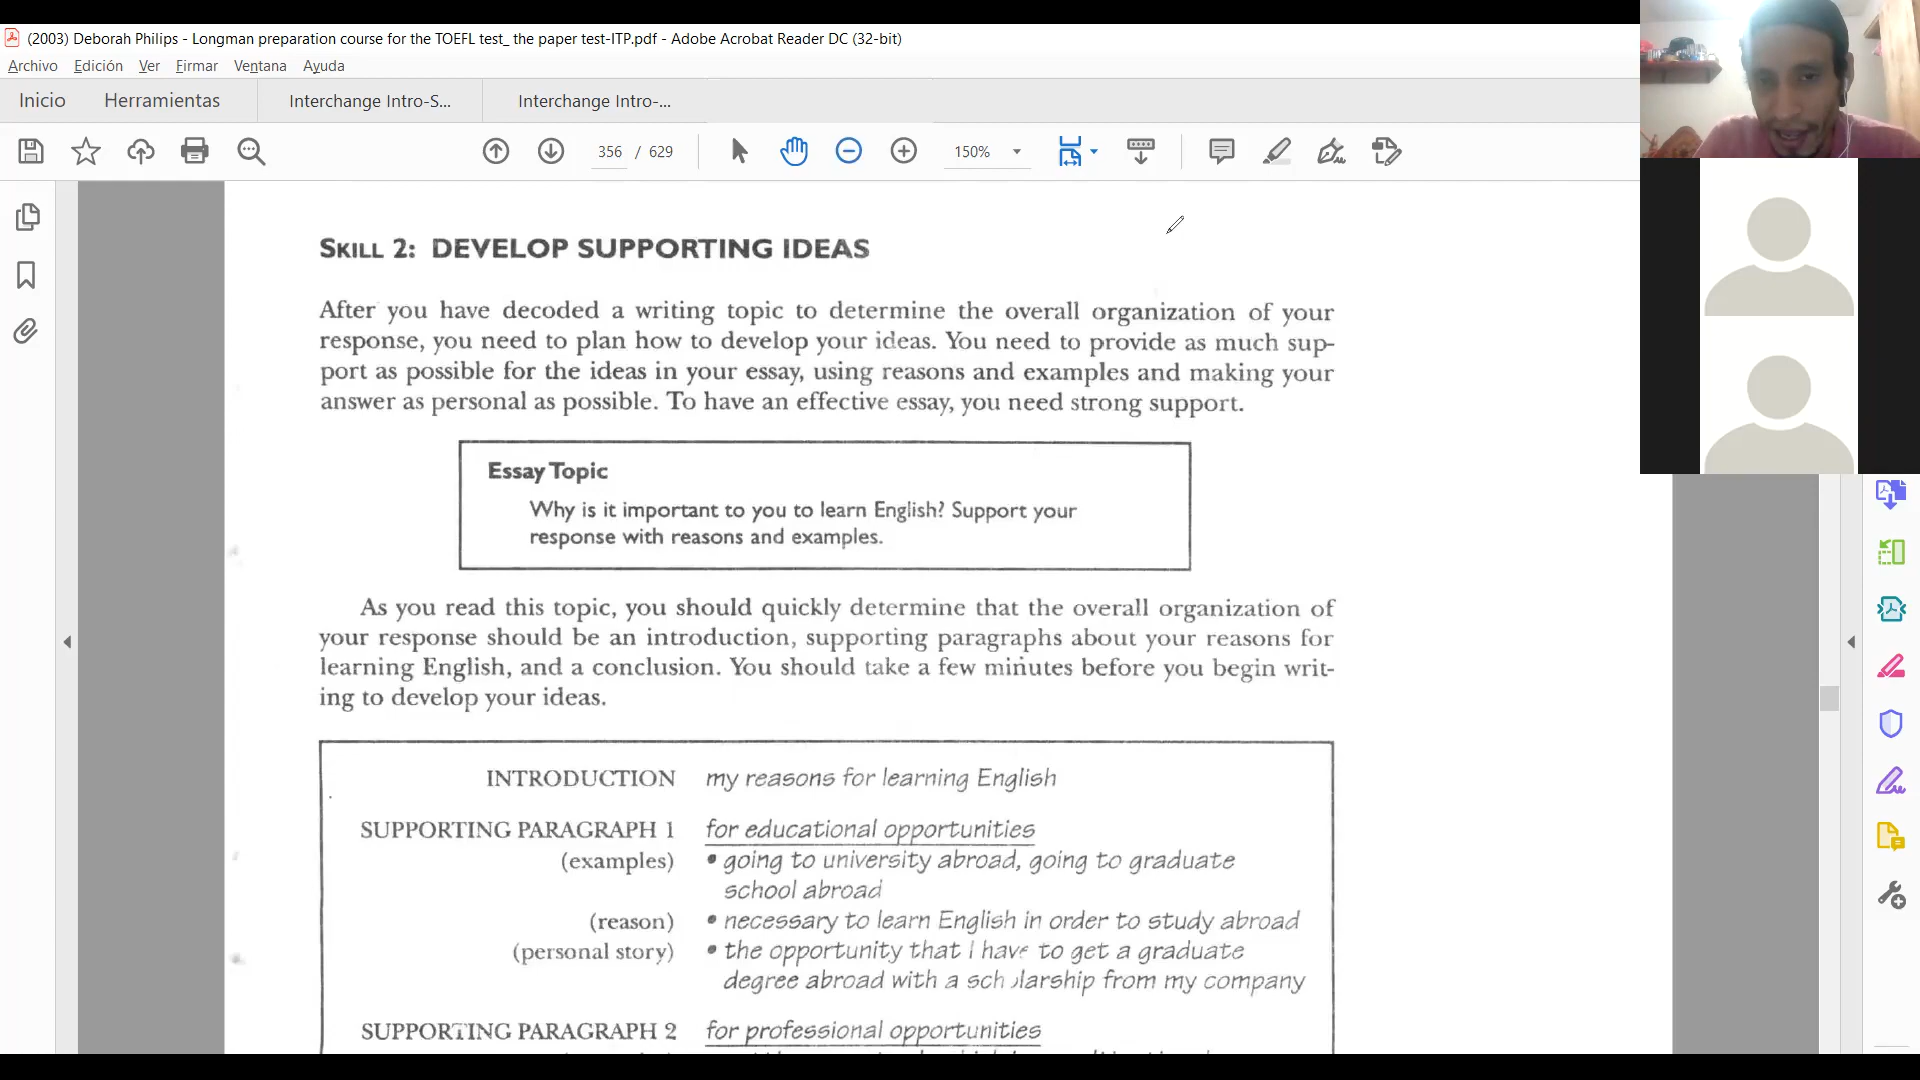 (2003) Deborah Philips - Longman preparation course for the TOEFL test_ the paper test-ITP.pdf - Adobe Acrobat Reader DC (32-bit)
Archivo Edición Ver Firmar Ventana Ayuda
Inicio Herramientas Interchange Intro-S... Interchange Intro-...
356 / 629 150%
SKILL 2: DEVELOP SUPPORTING IDEAS
After you have decoded a writing topic to determine the overall organization of your
response, you need to plan how to develop your ideas. You need to provide as much sup-
port as possible for the ideas in your essay, using reasons and examples and making your
answer as personal as possible. To have an effective essay, you need strong support.
Essay Topic
Why is it important to you to learn English? Support your
response with reasons and examples.
As you read this topic, you should quickly determine that the overall organization of
your response should be an introduction, supporting paragraphs about your reasons for
learning English, and a conclusion. You should take a few minutes before you begin writ-
ing to develop your ideas.
INTRODUCTION my reasons for learning English
SUPPORTING PARAGRAPH 1 for educational opportunities
(examples) • going to university abroad, going to graduate
school abroad
(reason) • necessary to learn English in order to study abroad
(personal story) • the opportunity that I have to get a graduate
degree abroad with a scholarship from my company
SUPPORTING PARAGRAPH 2 for professional opportunities